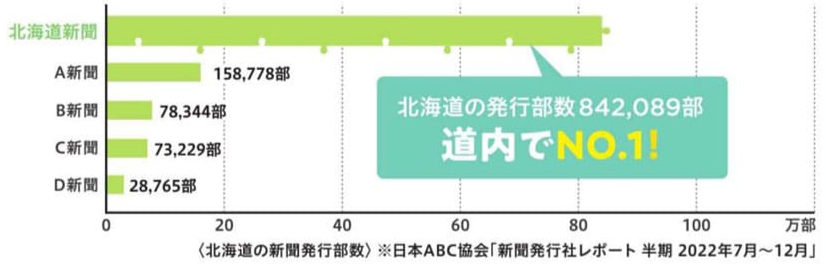 北海道新聞
A新聞 158,778部
B新聞 78,344部
C新聞 73,229部
D新聞 28,765部
北海道の発行部数842,089部
道内でNO.1!
0 20 40 60 80 100 万部
〈北海道の新聞発行部数〉※日本ABC協会「新聞発行社レポート 半期 2022年7月～12月」